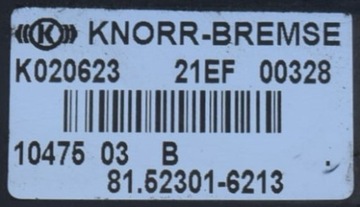 K KNORR-BREMSE
K020623 21EF 00328
10475 03 B .
81.52301-6213